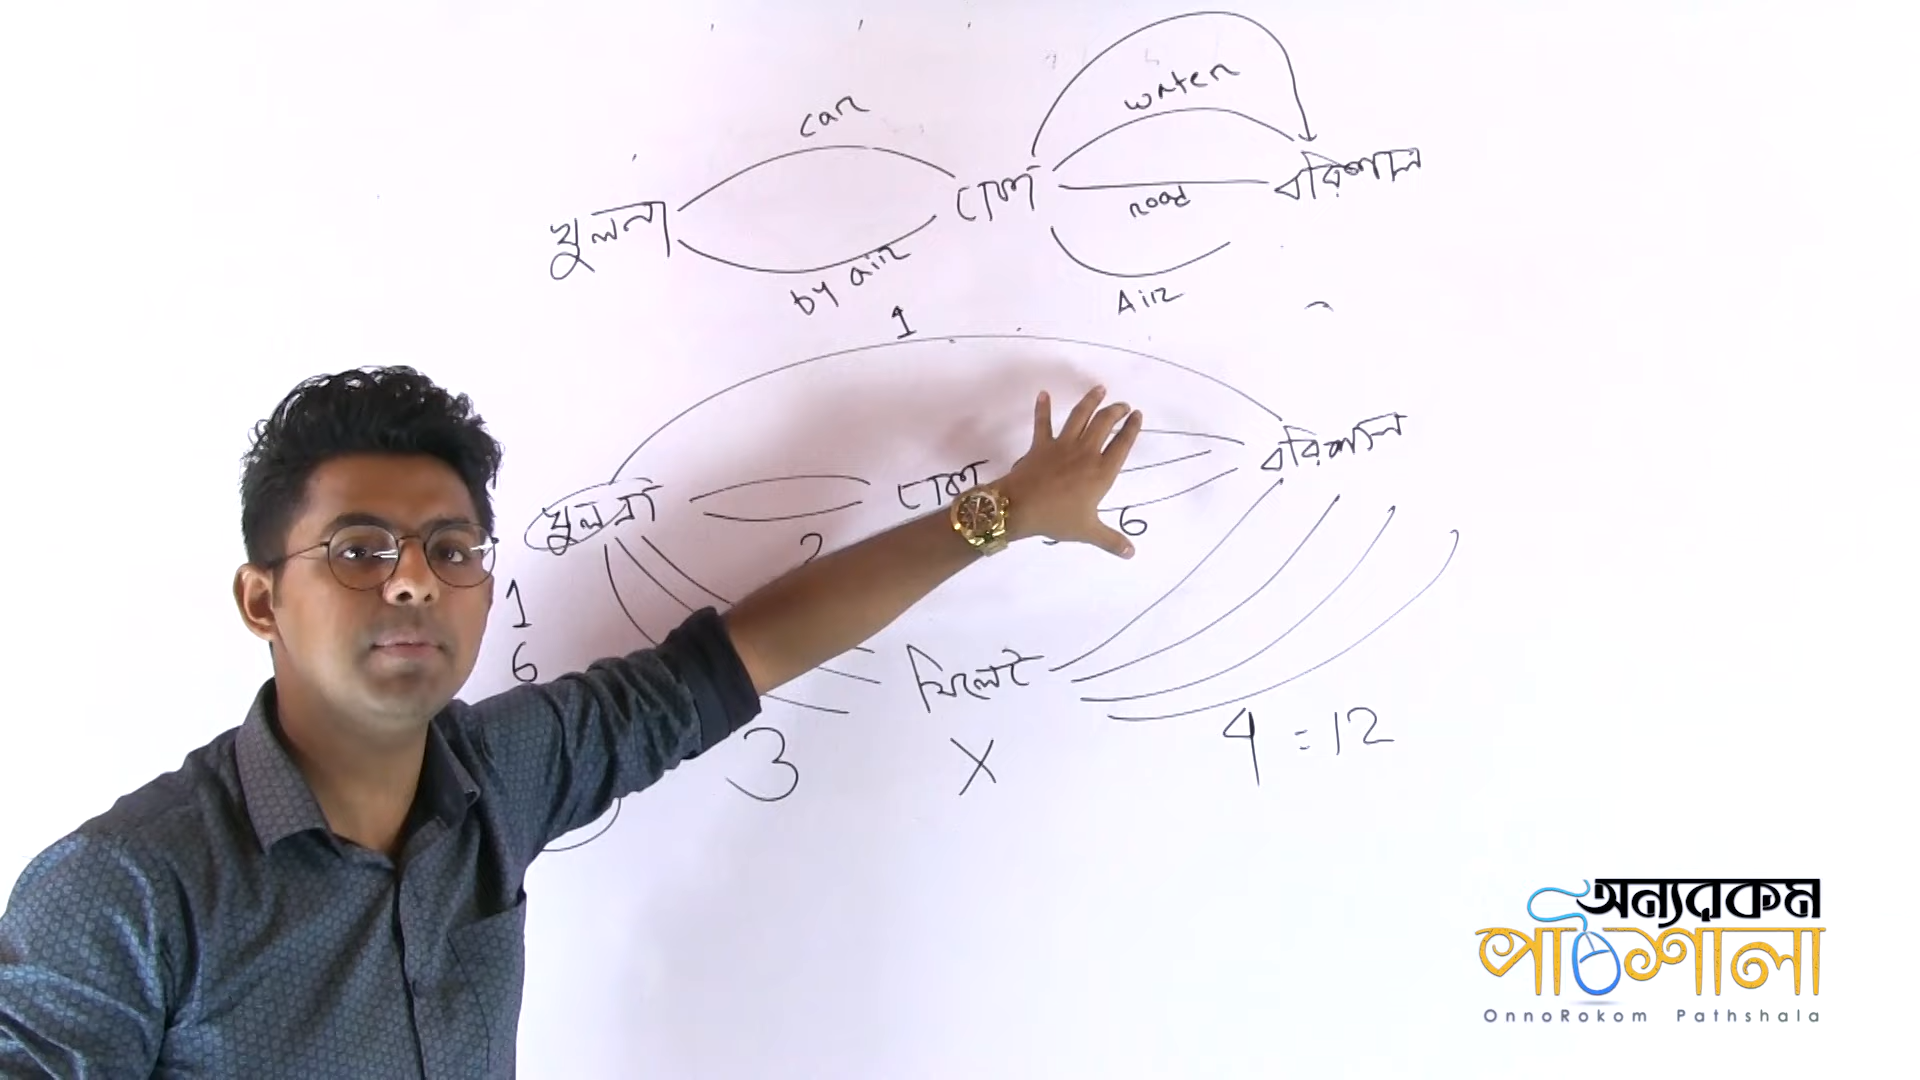 car
water
খুলনা
ঢাকা
বরিশাল
road
by air
Air
1
বরিশাল
খুলনা
ঢাকা
2
6
1
6
সিলেট
3 X 4 = 12
অন্যরকম
পাঠশালা
OnnoRokom Pathshala